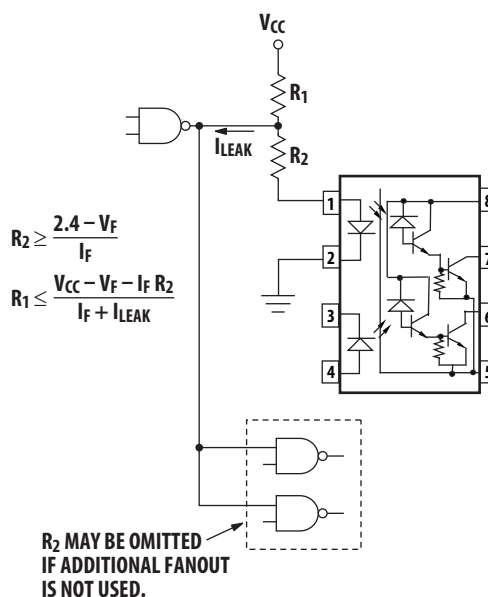 VCC
R1
ILEAK
R2
1
2
3
4
8
7
6
5
R2 ≥ (2.4 – VF) / IF
R1 ≤ (VCC – VF – IF R2) / (IF + ILEAK)
R2 MAY BE OMITTED
IF ADDITIONAL FANOUT
IS NOT USED.